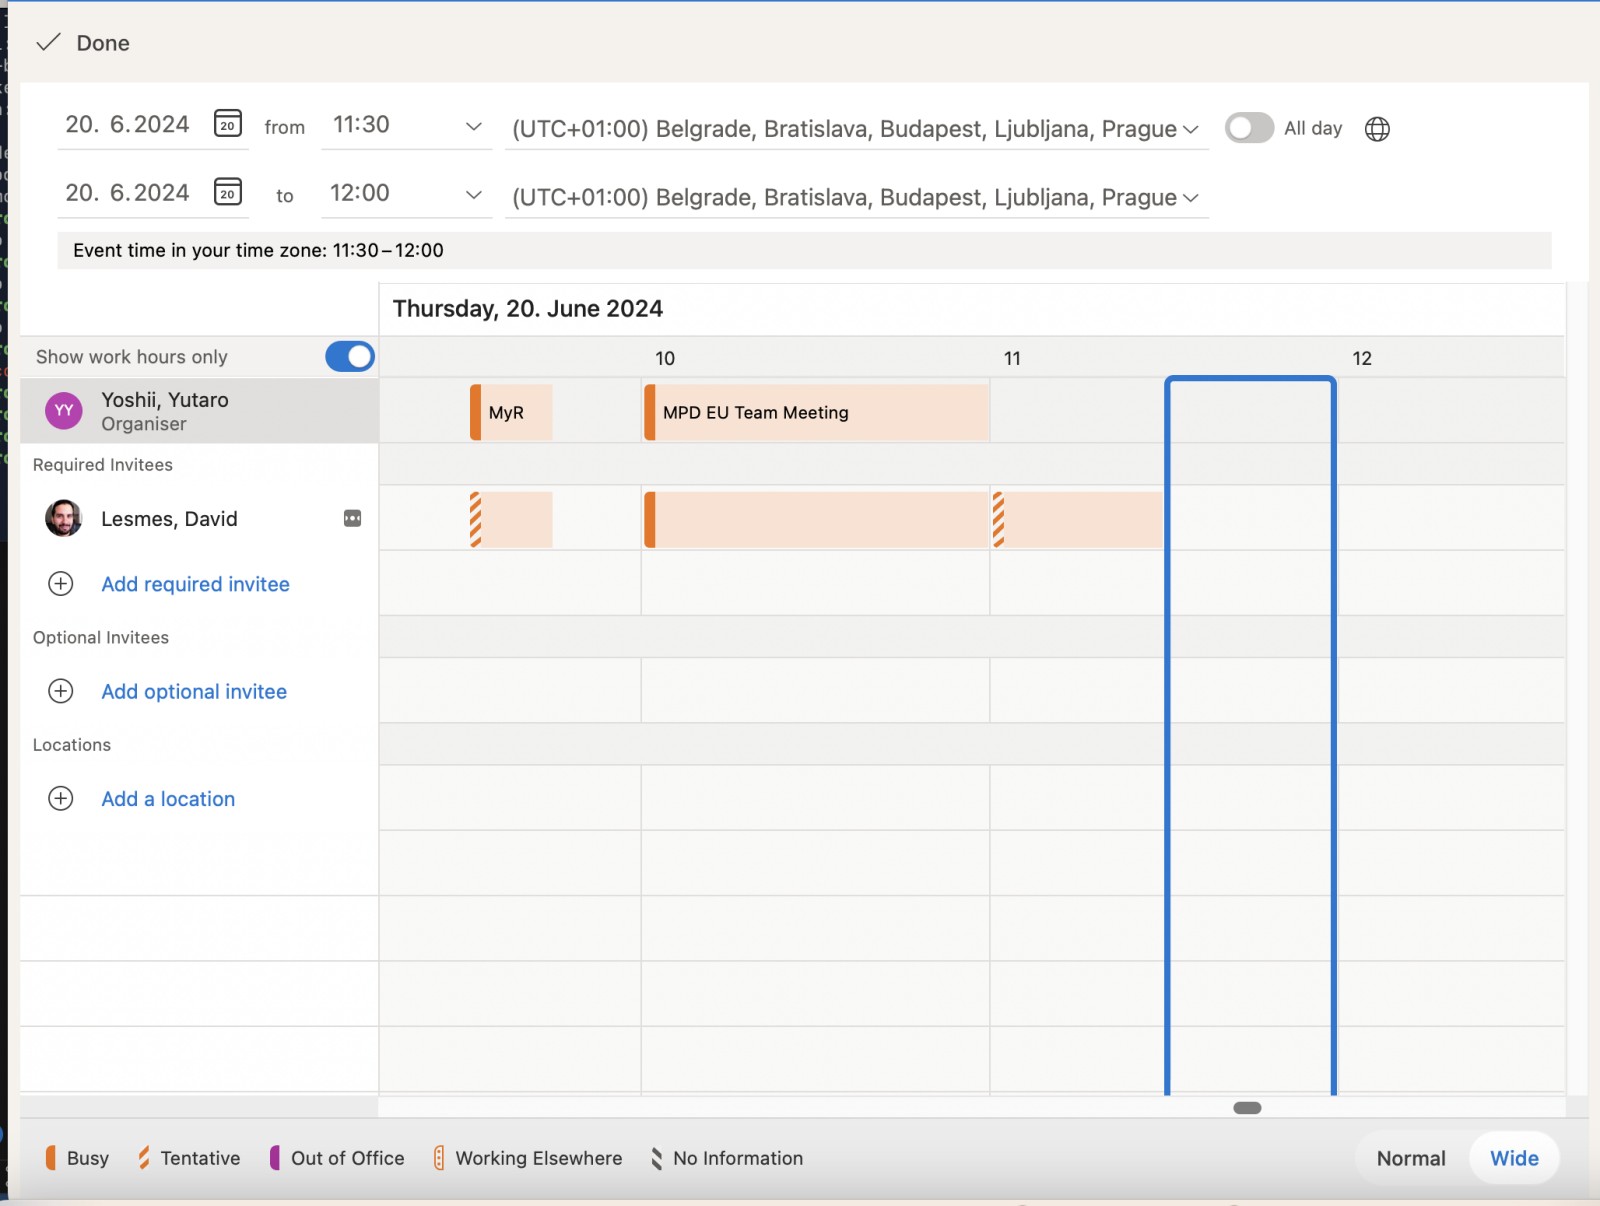 Done
20. 6.2024 20 from 11:30 (UTC+01:00) Belgrade, Bratislava, Budapest, Ljubljana, Prague All day
20. 6.2024 20 to 12:00 (UTC+01:00) Belgrade, Bratislava, Budapest, Ljubljana, Prague
Event time in your time zone: 11:30–12:00
Thursday, 20. June 2024
Show work hours only 10 11 12
YY Yoshii, Yutaro MyR MPD EU Team Meeting
Organiser
Required Invitees
Lesmes, David
Add required invitee
Optional Invitees
Add optional invitee
Locations
Add a location
Busy Tentative Out of Office Working Elsewhere No Information Normal Wide